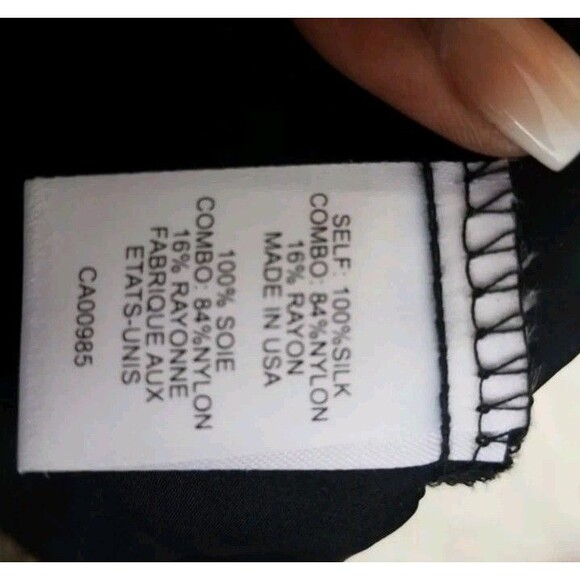 SELF: 100%SILK
COMBO: 84%NYLON
16% RAYON
MADE IN USA
100% SOIE
COMBO: 84%NYLON
16% RAYONNE
FABRIQUE AUX
ETATS-UNIS
CA00985